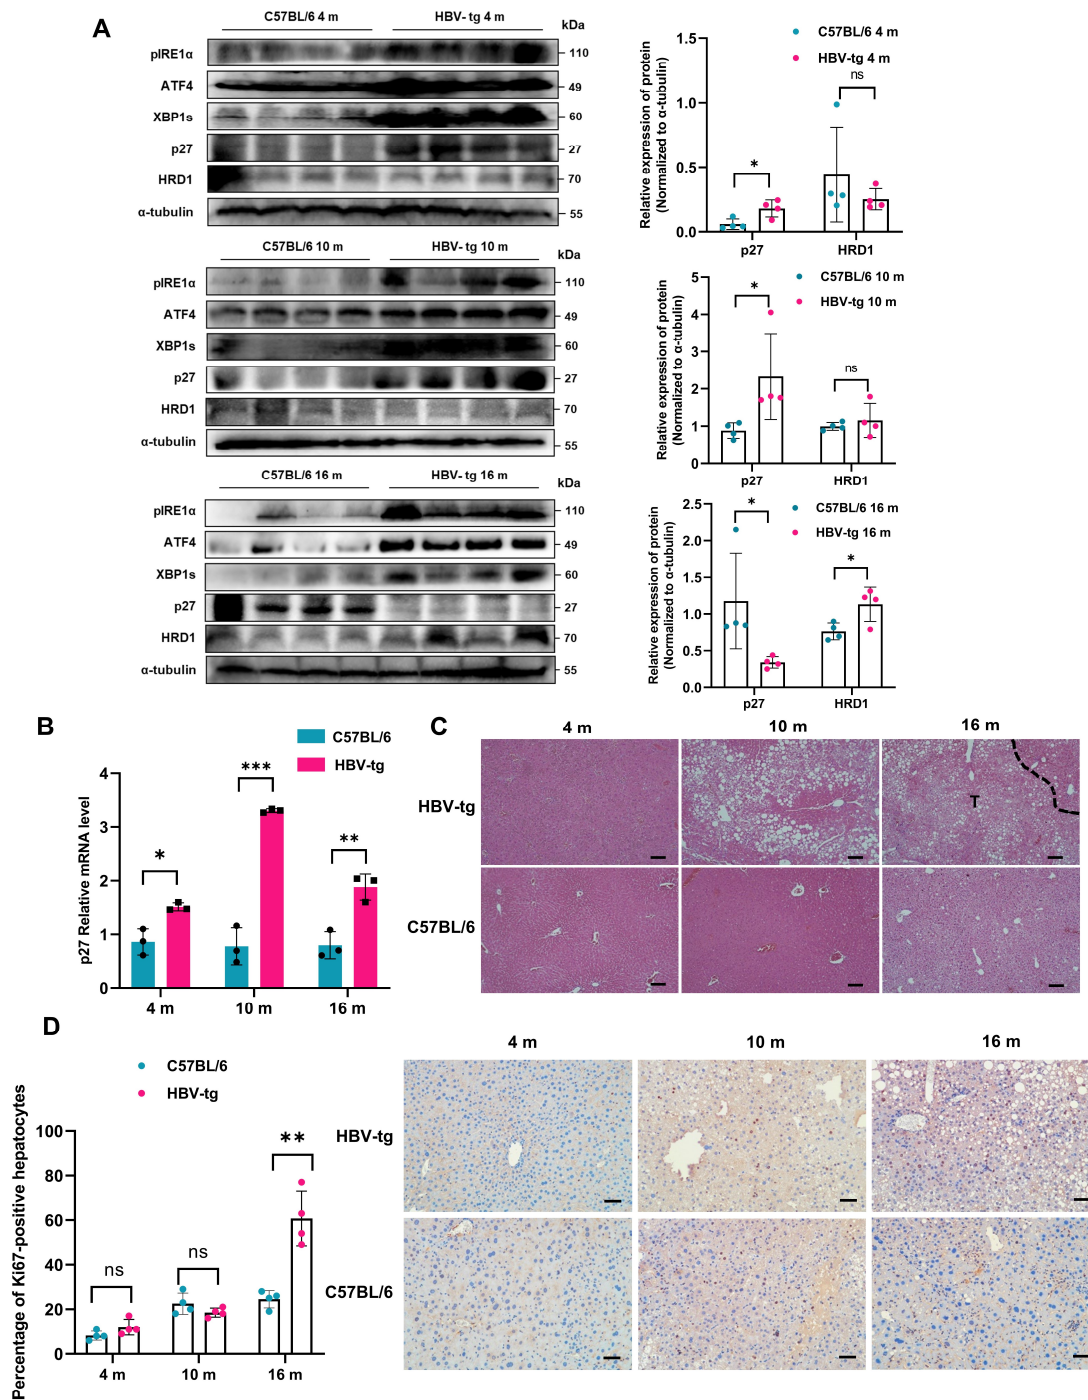 A
C57BL/6 4 m
HBV- tg 4 m
kDa
pIRE1α
110
ATF4
49
XBP1s
60
p27
27
HRD1
70
α-tubulin
55
C57BL/6 10 m
HBV- tg 10 m
kDa
pIRE1α
110
ATF4
49
XBP1s
60
p27
27
HRD1
70
α-tubulin
55
C57BL/6 16 m
HBV- tg 16 m
kDa
pIRE1α
110
ATF4
49
XBP1s
60
p27
27
HRD1
70
α-tubulin
55
C57BL/6 4 m
HBV-tg 4 m
Relative expression of protein
(Normalized to α-tubulin)
1.5
1.0
0.5
0.0
*
ns
p27
HRD1
C57BL/6 10 m
HBV-tg 10 m
Relative expression of protein
(Normalized to α-tubulin)
5
4
3
2
1
0
*
ns
p27
HRD1
C57BL/6 16 m
HBV-tg 16 m
Relative expression of protein
(Normalized to α-tubulin)
2.5
2.0
1.5
1.0
0.5
0.0
*
*
p27
HRD1
B
C57BL/6
HBV-tg
p27 Relative mRNA level
4
3
2
1
0
*
***
**
4 m
10 m
16 m
C
4 m
10 m
16 m
HBV-tg
T
C57BL/6
D
C57BL/6
HBV-tg
Percentage of Ki67-positive hepatocytes
100
80
60
40
20
0
ns
ns
**
4 m
10 m
16 m
4 m
10 m
16 m
HBV-tg
C57BL/6